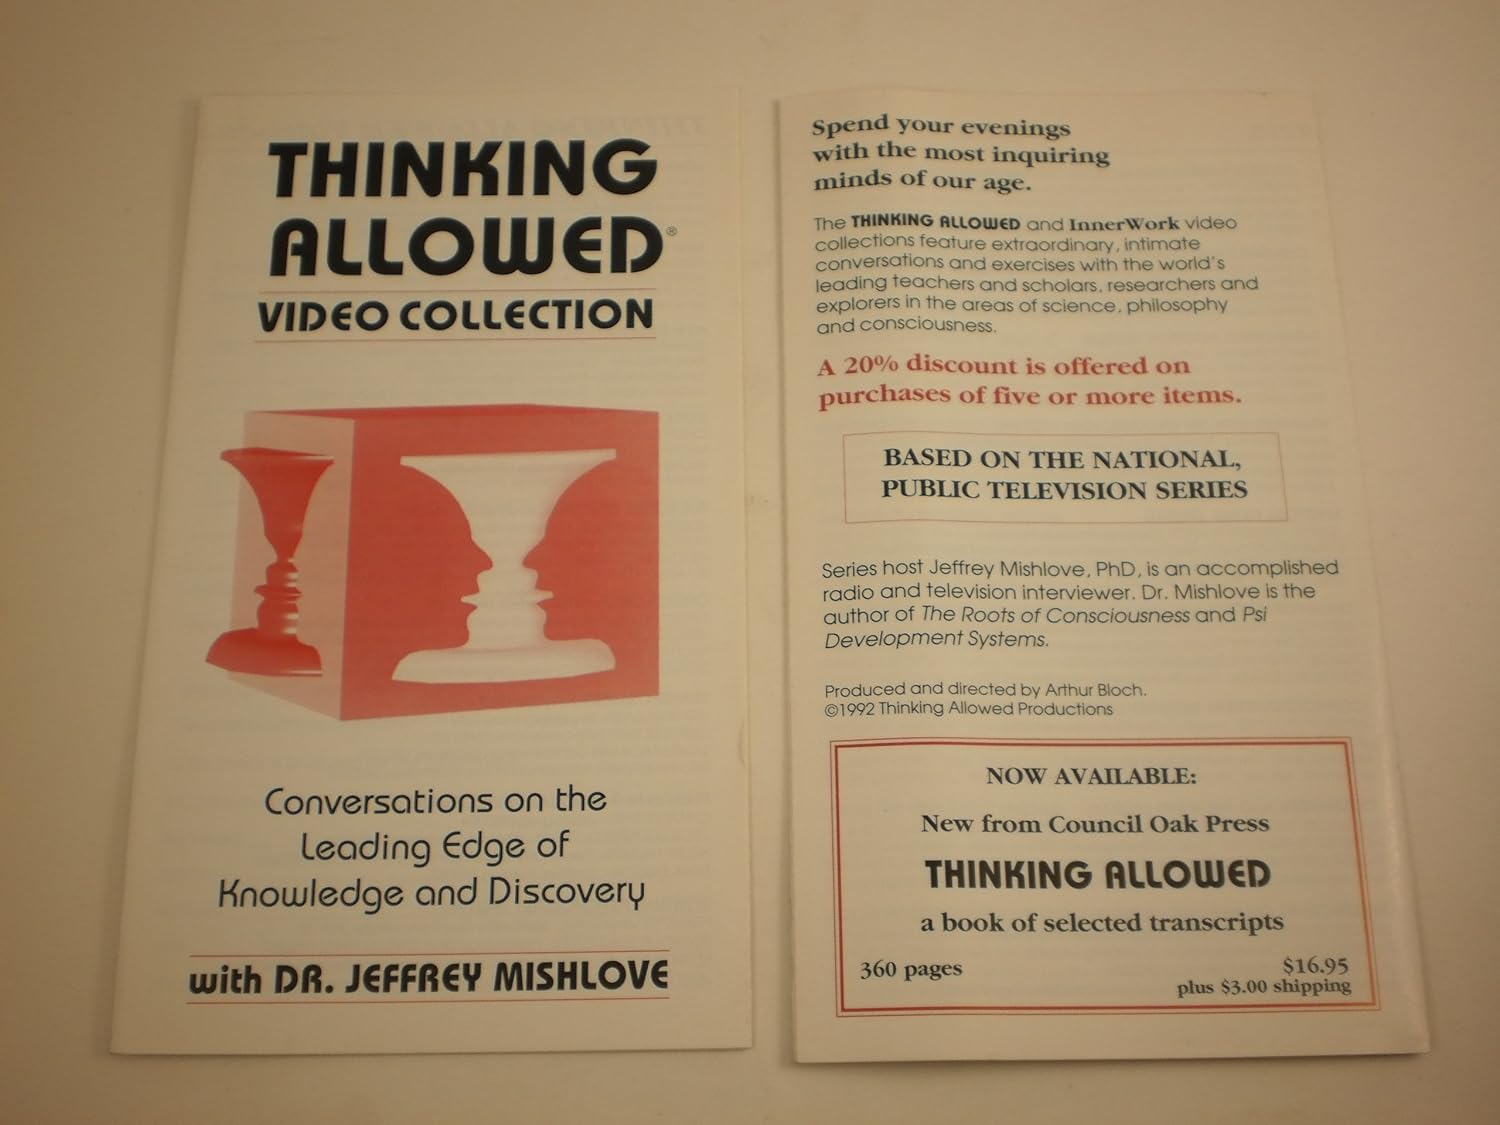 THINKING
ALLOWED®
VIDEO COLLECTION
Conversations on the
Leading Edge of
Knowledge and Discovery
with DR. JEFFREY MISHLOVE
Spend your evenings
with the most inquiring
minds of our age.
The THINKING ALLOWED and InnerWork video
collections feature extraordinary, intimate
conversations and exercises with the world's
leading teachers and scholars, researchers and
explorers in the areas of science, philosophy
and consciousness.
A 20% discount is offered on
purchases of five or more items.
BASED ON THE NATIONAL,
PUBLIC TELEVISION SERIES
Series host Jeffrey Mishlove, PhD, is an accomplished
radio and television interviewer. Dr. Mishlove is the
author of The Roots of Consciousness and Psi
Development Systems.
Produced and directed by Arthur Bloch.
©1992 Thinking Allowed Productions
NOW AVAILABLE:
New from Council Oak Press
THINKING ALLOWED
a book of selected transcripts
360 pages
$16.95
plus $3.00 shipping